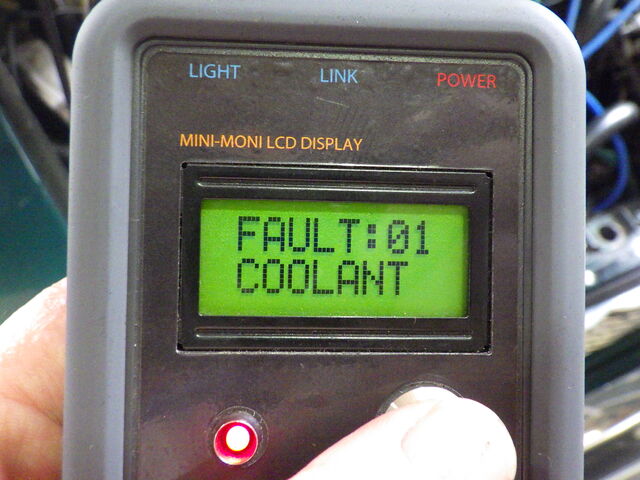 LIGHT LINK POWER
MINI-MONI LCD DISPLAY
FAULT:01
COOLANT